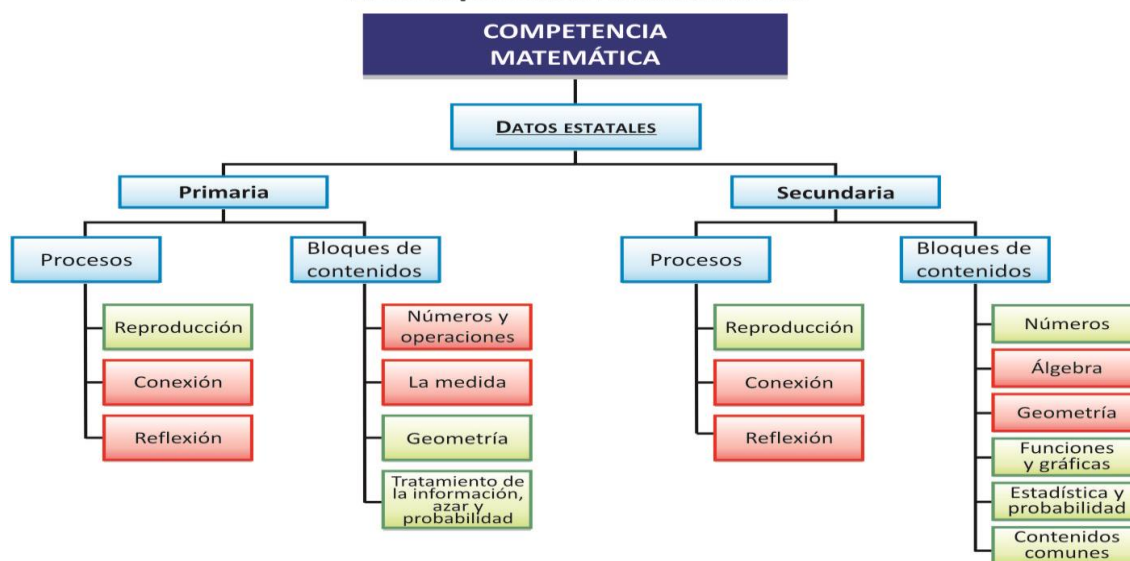 COMPETENCIA
MATEMÁTICA
DATOS ESTATALES
Primaria
Secundaria
Procesos
Bloques de
contenidos
Procesos
Bloques de
contenidos
Reproducción
Conexión
Reflexión
Números y
operaciones
La medida
Geometría
Tratamiento de
la información,
azar y
probabilidad
Reproducción
Conexión
Reflexión
Números
Álgebra
Geometría
Funciones
y gráficas
Estadística y
probabilidad
Contenidos
comunes